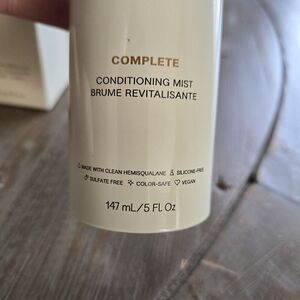 COMPLETE
CONDITIONING MIST
BRUME REVITALISANTE
MADE WITH CLEAN HEMISQUALANE SILICONE-FREE
SULFATE FREE COLOR-SAFE VEGAN
147 mL/5 Fl. Oz